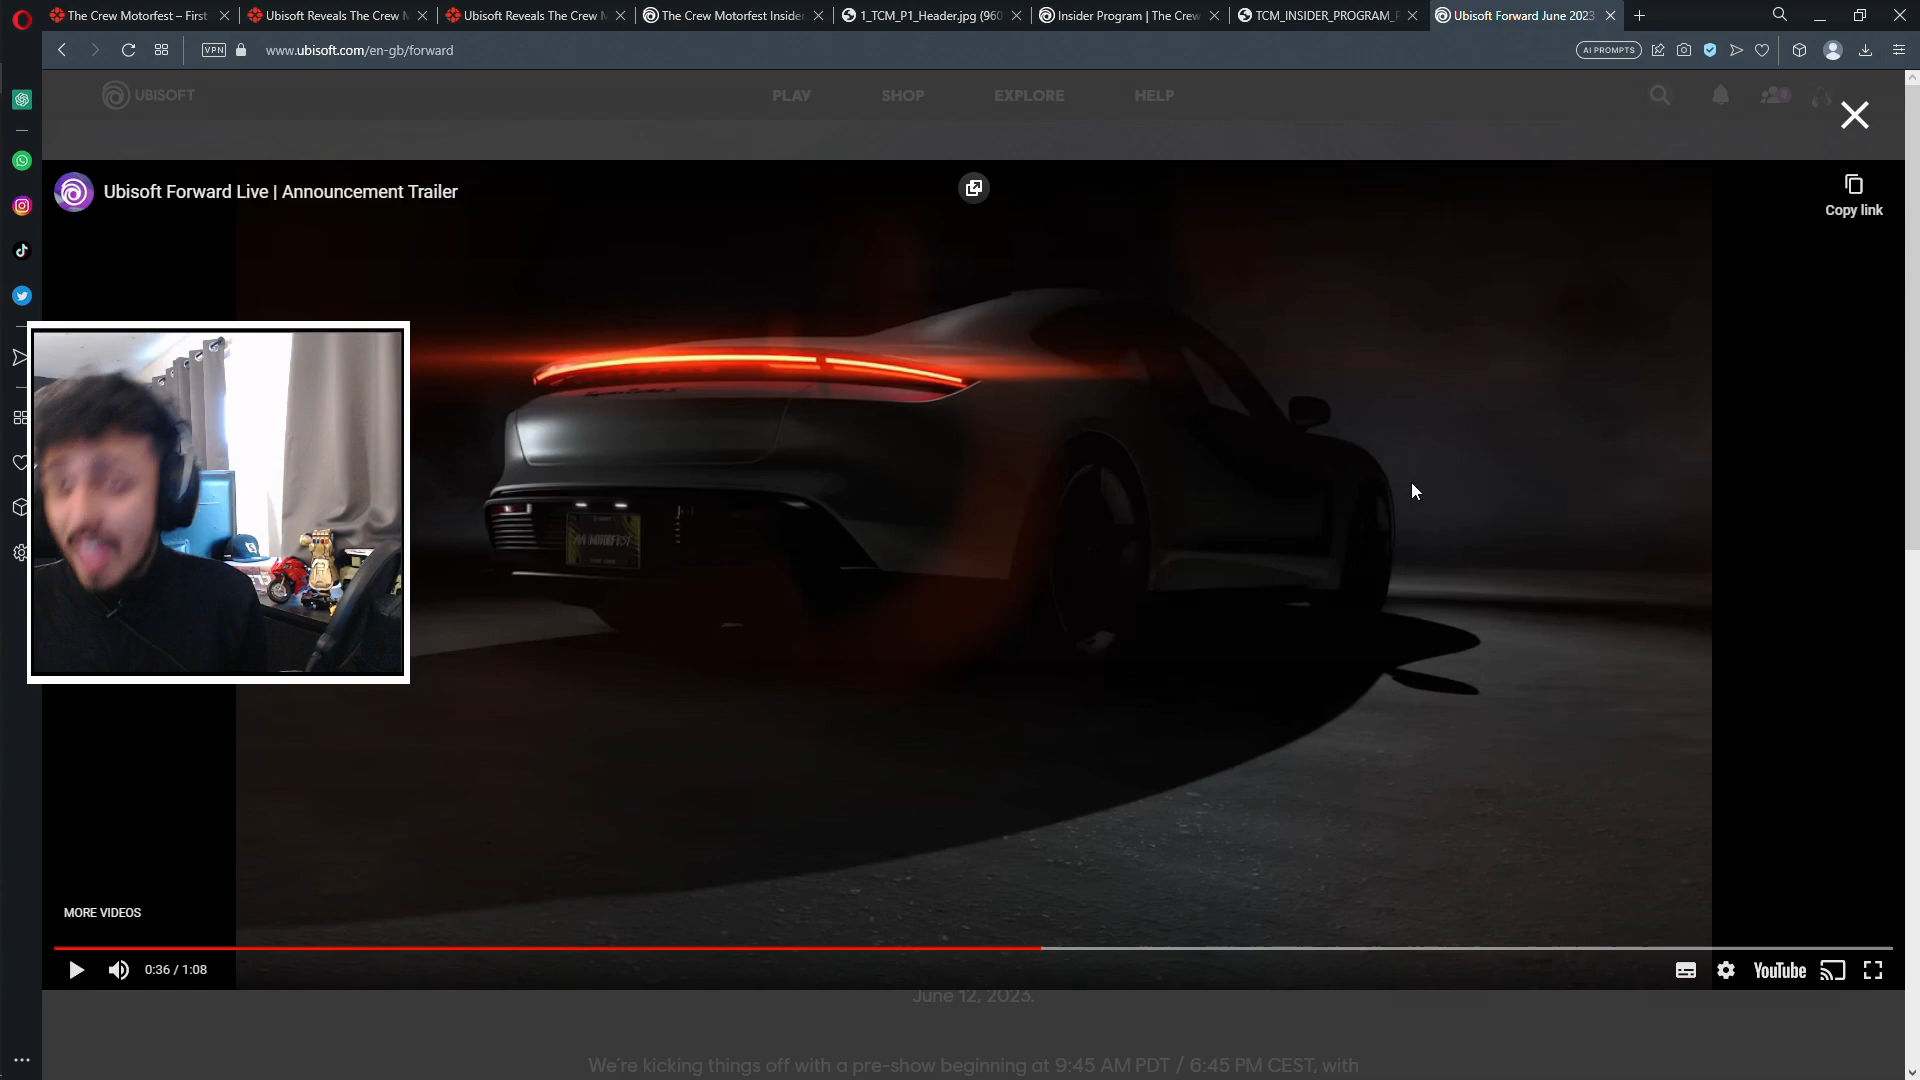 The Crew Motorfest – First
Ubisoft Reveals The Crew M
Ubisoft Reveals The Crew M
The Crew Motorfest Insider
1_TCM_P1_Header.jpg (960
Insider Program | The Crew
TCM_INSIDER_PROGRAM_F
Ubisoft Forward June 2023
VPN
www.ubisoft.com/en-gb/forward
AI PROMPTS
UBISOFT
PLAY
SHOP
EXPLORE
HELP
Ubisoft Forward Live | Announcement Trailer
Copy link
MOTORFEST
MORE VIDEOS
0:36 / 1:08
YouTube
June 12, 2023.
We're kicking things off with a pre-show beginning at 9:45 AM PDT / 6:45 PM CEST, with